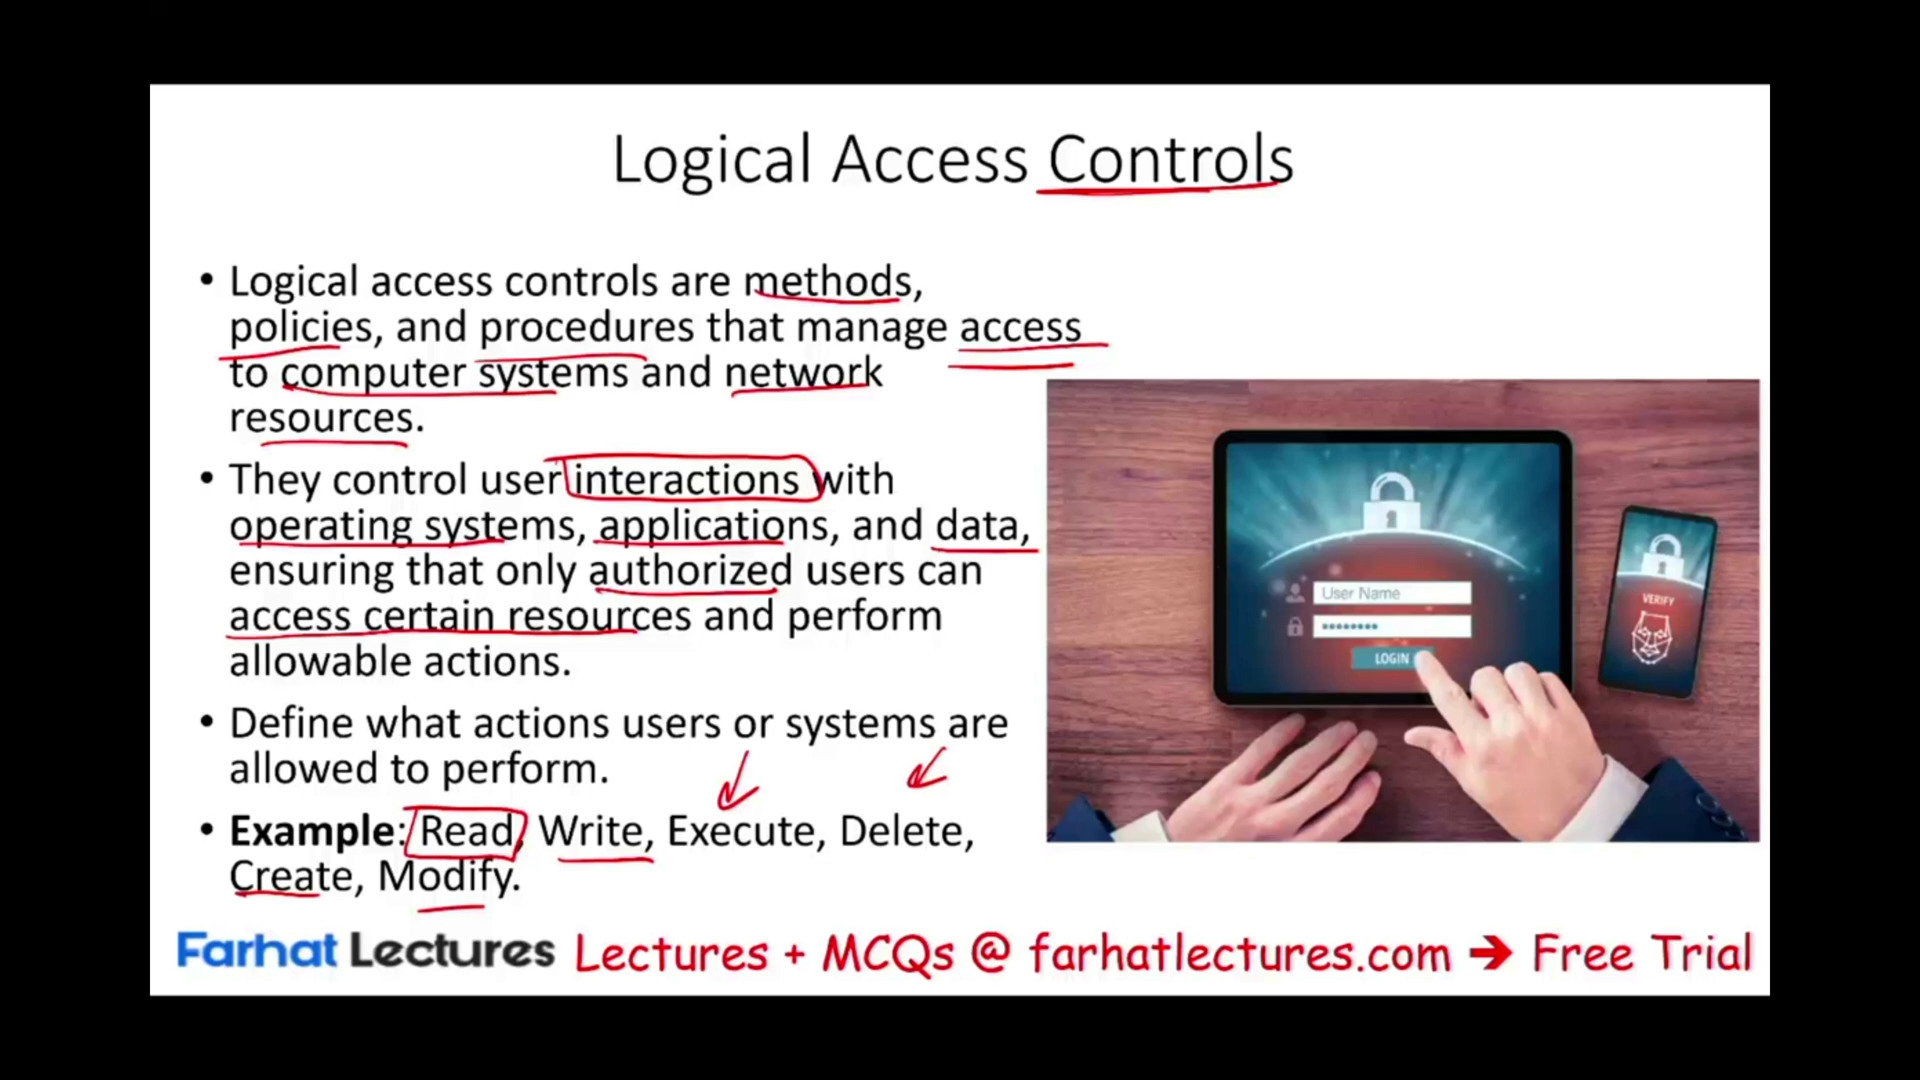 Logical Access Controls
• Logical access controls are methods,
policies, and procedures that manage access
to computer systems and network
resources.
• They control user interactions with
operating systems, applications, and data,
ensuring that only authorized users can
access certain resources and perform
allowable actions.
• Define what actions users or systems are
allowed to perform.
• Example: Read, Write, Execute, Delete,
Create, Modify.
User Name
LOGIN
VERIFY
Farhat Lectures Lectures + MCQs @ farhatlectures.com ➔ Free Trial